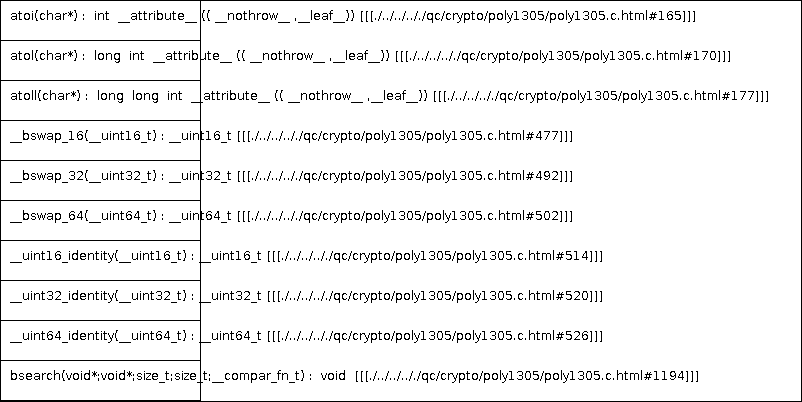 atoi(char*) : int __attribute__ (( __nothrow__ ,__leaf__)) [[[./../../../../qc/crypto/poly1305/poly1305.c.html#165]]]
atol(char*) : long int __attribute__ (( __nothrow__ ,__leaf__)) [[[./../../../../qc/crypto/poly1305/poly1305.c.html#170]]]
atoll(char*) : long long int __attribute__ (( __nothrow__ ,__leaf__)) [[[./../../../../qc/crypto/poly1305/poly1305.c.html#177]]]
__bswap_16(__uint16_t) : __uint16_t [[[./../../../../qc/crypto/poly1305/poly1305.c.html#477]]]
__bswap_32(__uint32_t) : __uint32_t [[[./../../../../qc/crypto/poly1305/poly1305.c.html#492]]]
__bswap_64(__uint64_t) : __uint64_t [[[./../../../../qc/crypto/poly1305/poly1305.c.html#502]]]
__uint16_identity(__uint16_t) : __uint16_t [[[./../../../../qc/crypto/poly1305/poly1305.c.html#514]]]
__uint32_identity(__uint32_t) : __uint32_t [[[./../../../../qc/crypto/poly1305/poly1305.c.html#520]]]
__uint64_identity(__uint64_t) : __uint64_t [[[./../../../../qc/crypto/poly1305/poly1305.c.html#526]]]
bsearch(void*;void*;size_t;size_t;__compar_fn_t) : void [[[./../../../../qc/crypto/poly1305/poly1305.c.html#1194]]]